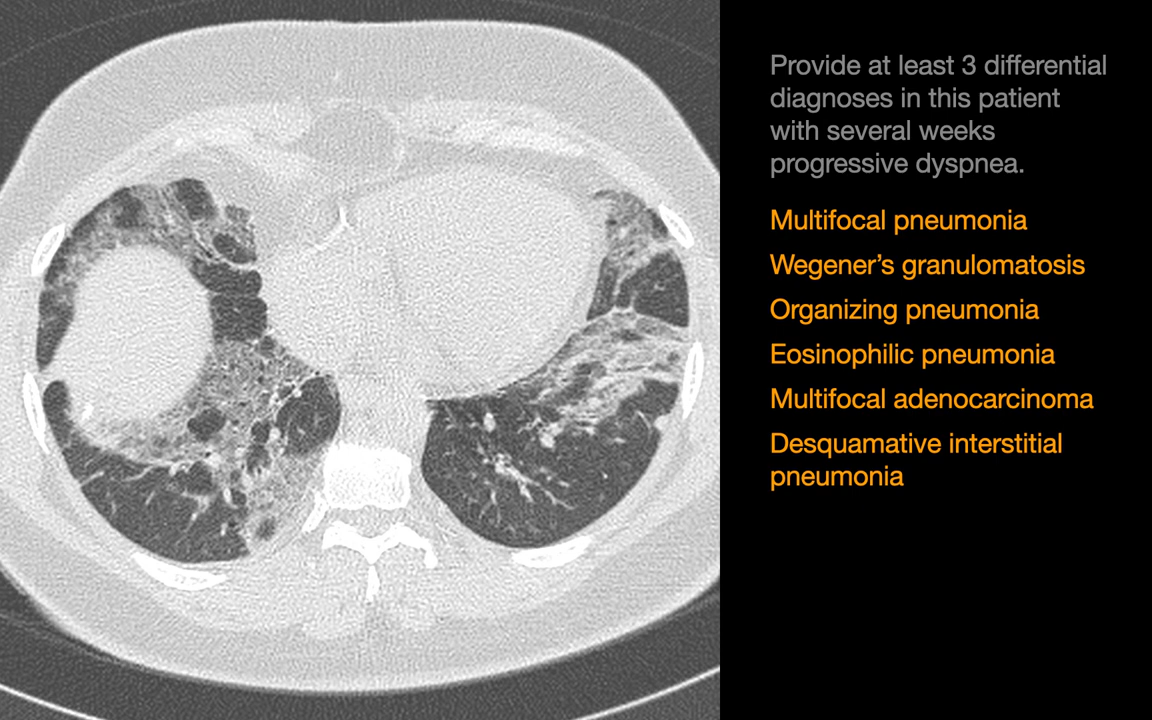 Provide at least 3 differential
diagnoses in this patient
with several weeks
progressive dyspnea.
Multifocal pneumonia
Wegener’s granulomatosis
Organizing pneumonia
Eosinophilic pneumonia
Multifocal adenocarcinoma
Desquamative interstitial
pneumonia